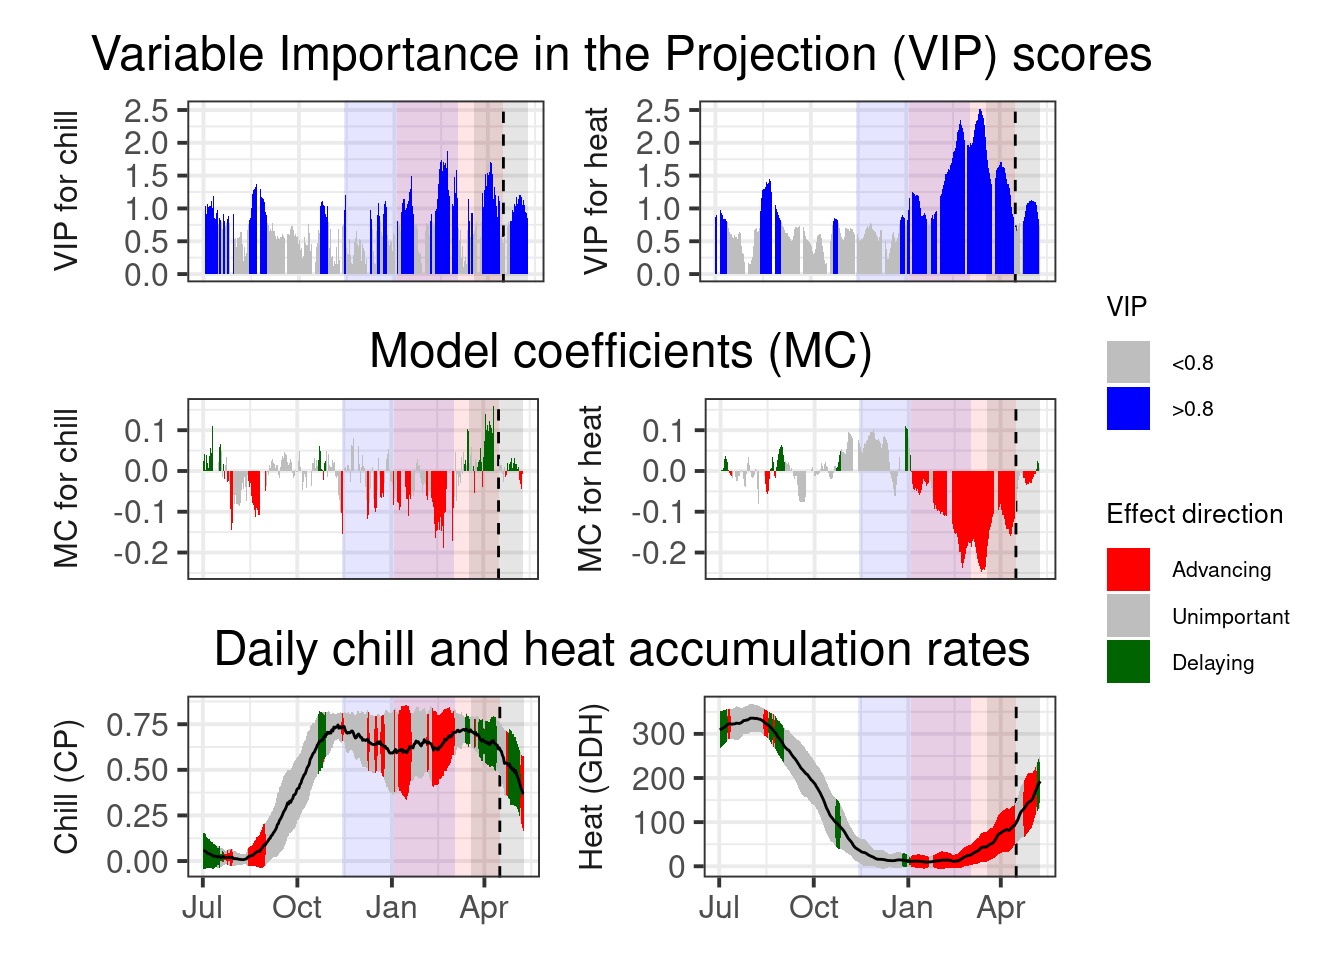 Variable Importance in the Projection (VIP) scores
VIP for chill
2.5
2.0
1.5
1.0
0.5
0.0
VIP for heat
2.5
2.0
1.5
1.0
0.5
0.0
Model coefficients (MC)
MC for chill
0.1
0.0
-0.1
-0.2
MC for heat
0.1
0.0
-0.1
-0.2
Daily chill and heat accumulation rates
Chill (CP)
0.75
0.50
0.25
0.00
Jul Oct Jan Apr
Heat (GDH)
300
200
100
0
Jul Oct Jan Apr
VIP
<0.8
>0.8
Effect direction
Advancing
Unimportant
Delaying